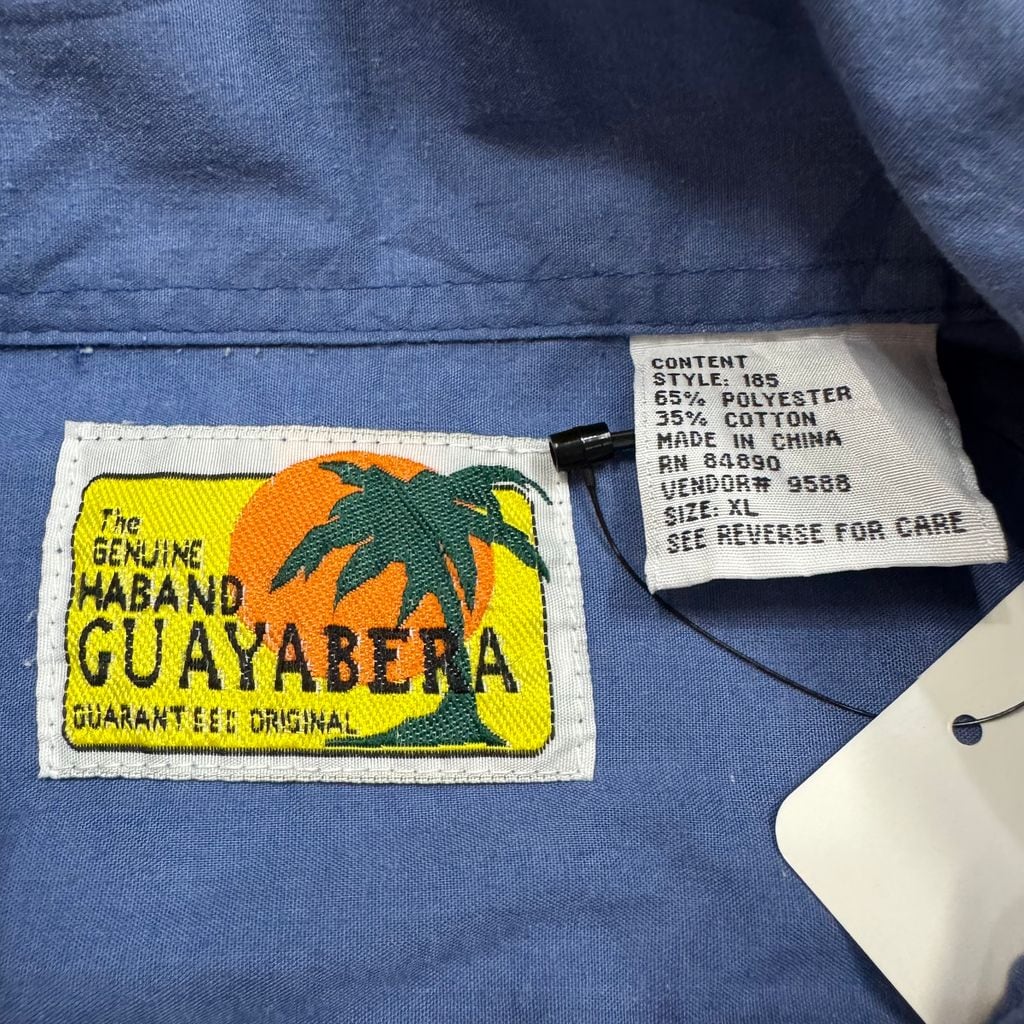 The
GENUINE
HABAND
GUAYABERA
GUARANTEED ORIGINAL
CONTENT
STYLE: 185
65% POLYESTER
35% COTTON
MADE IN CHINA
RN 84890
VENDOR# 9588
SIZE: XL
SEE REVERSE FOR CARE